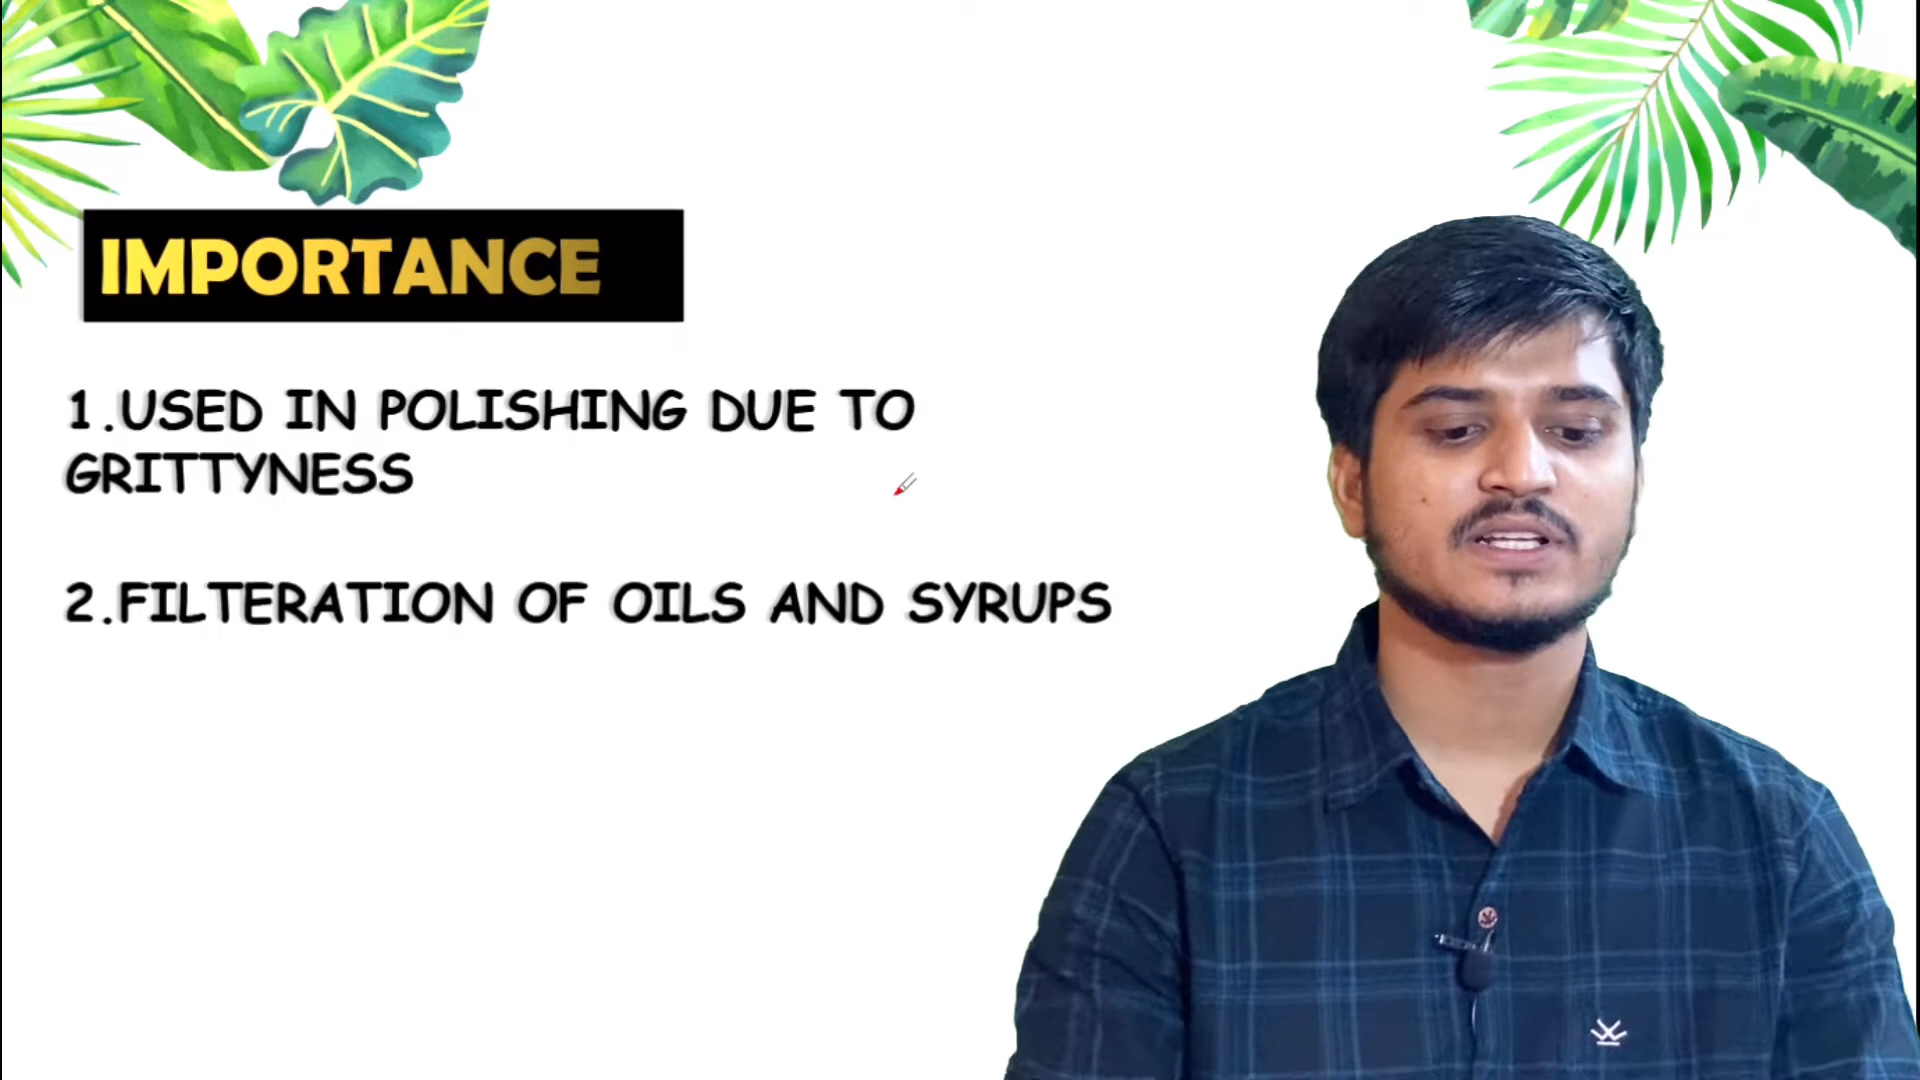 IMPORTANCE
1.USED IN POLISHING DUE TO
GRITTYNESS
2.FILTERATION OF OILS AND SYRUPS